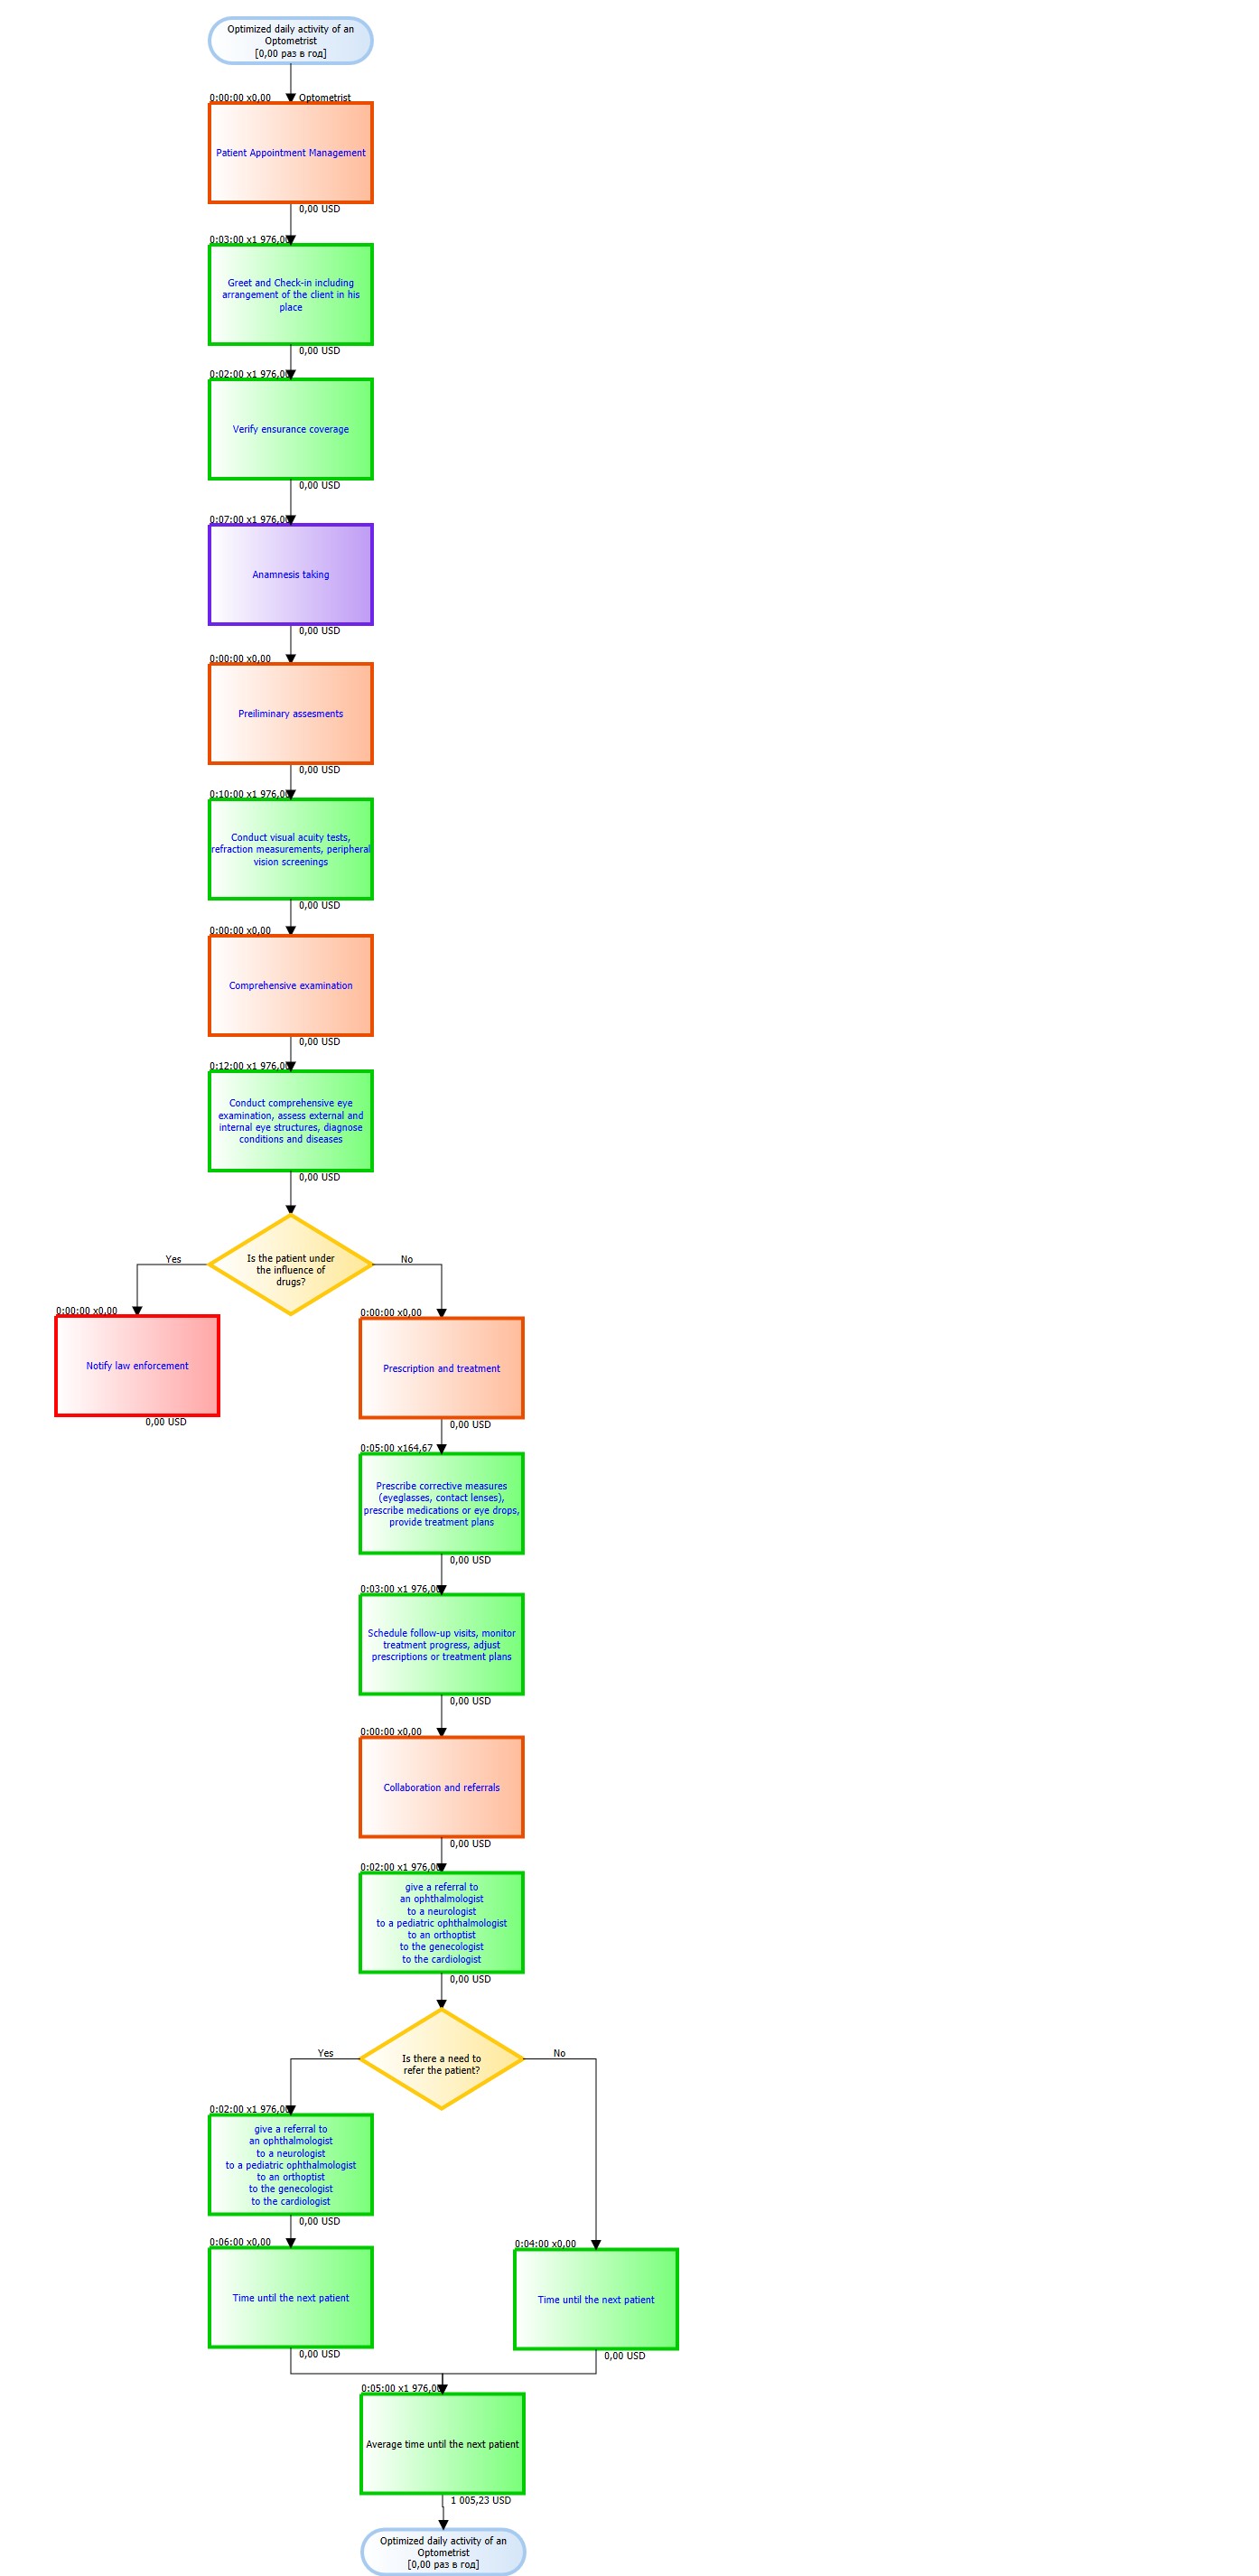 Optimized daily activity of an
Optometrist
[0,00 раз в год]
0:00:00 x0,00 Optometrist
Patient Appointment Management
0,00 USD
0:03:00 x1 976,00
Greet and Check-in including
arrangement of the client in his
place
0,00 USD
0:02:00 x1 976,00
Verify ensurance coverage
0,00 USD
0:07:00 x1 976,00
Anamnesis taking
0,00 USD
0:00:00 x0,00
Preiliminary assesments
0,00 USD
0:10:00 x1 976,00
Conduct visual acuity tests,
refraction measurements, peripheral
vision screenings
0,00 USD
0:00:00 x0,00
Comprehensive examination
0,00 USD
0:12:00 x1 976,00
Conduct comprehensive eye
examination, assess external and
internal eye structures, diagnose
conditions and diseases
0,00 USD
Is the patient under
the influence of
drugs?
Yes
No
0:00:00 x0,00
Notify law enforcement
0,00 USD
0:00:00 x0,00
Prescription and treatment
0,00 USD
0:05:00 x164,67
Prescribe corrective measures
(eyeglasses, contact lenses),
prescribe medications or eye drops,
provide treatment plans
0,00 USD
0:03:00 x1 976,00
Schedule follow-up visits, monitor
treatment progress, adjust
prescriptions or treatment plans
0,00 USD
0:00:00 x0,00
Collaboration and referrals
0,00 USD
0:02:00 x1 976,00
give a referral to
an ophthalmologist
to a neurologist
to a pediatric ophthalmologist
to an orthoptist
to the genecologist
to the cardiologist
0,00 USD
Is there a need to
refer the patient?
Yes
No
0:02:00 x1 976,00
give a referral to
an ophthalmologist
to a neurologist
to a pediatric ophthalmologist
to an orthoptist
to the genecologist
to the cardiologist
0,00 USD
0:06:00 x0,00
Time until the next patient
0,00 USD
0:04:00 x0,00
Time until the next patient
0,00 USD
0:05:00 x1 976,00
Average time until the next patient
1 005,23 USD
Optimized daily activity of an
Optometrist
[0,00 раз в год]